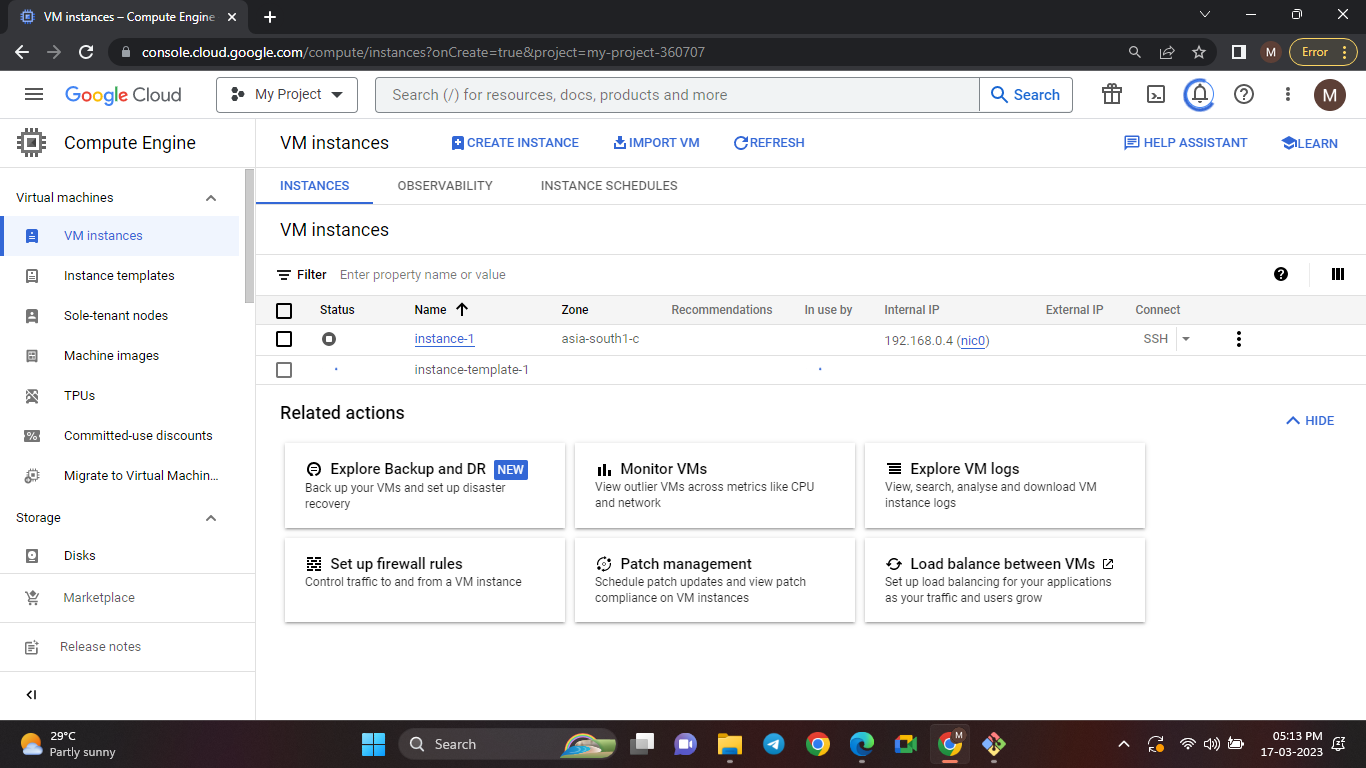 VM instances – Compute Engine
console.cloud.google.com/compute/instances?onCreate=true&project=my-project-360707
M
Error
Google Cloud
My Project
Search (/) for resources, docs, products and more
Search
M
Compute Engine
VM instances
CREATE INSTANCE
IMPORT VM
REFRESH
HELP ASSISTANT
LEARN
Virtual machines
VM instances
Instance templates
Sole-tenant nodes
Machine images
TPUs
Committed-use discounts
Migrate to Virtual Machin...
Storage
Disks
Marketplace
Release notes
INSTANCES
OBSERVABILITY
INSTANCE SCHEDULES
VM instances
Filter
Enter property name or value
Status
Name
Zone
Recommendations
In use by
Internal IP
External IP
Connect
instance-1
asia-south1-c
192.168.0.4 (nic0)
SSH
instance-template-1
Related actions
HIDE
Explore Backup and DR
NEW
Back up your VMs and set up disaster
recovery
Monitor VMs
View outlier VMs across metrics like CPU
and network
Explore VM logs
View, search, analyse and download VM
instance logs
Set up firewall rules
Control traffic to and from a VM instance
Patch management
Schedule patch updates and view patch
compliance on VM instances
Load balance between VMs
Set up load balancing for your applications
as your traffic and users grow
29°C
Partly sunny
Search
M
05:13 PM
17-03-2023